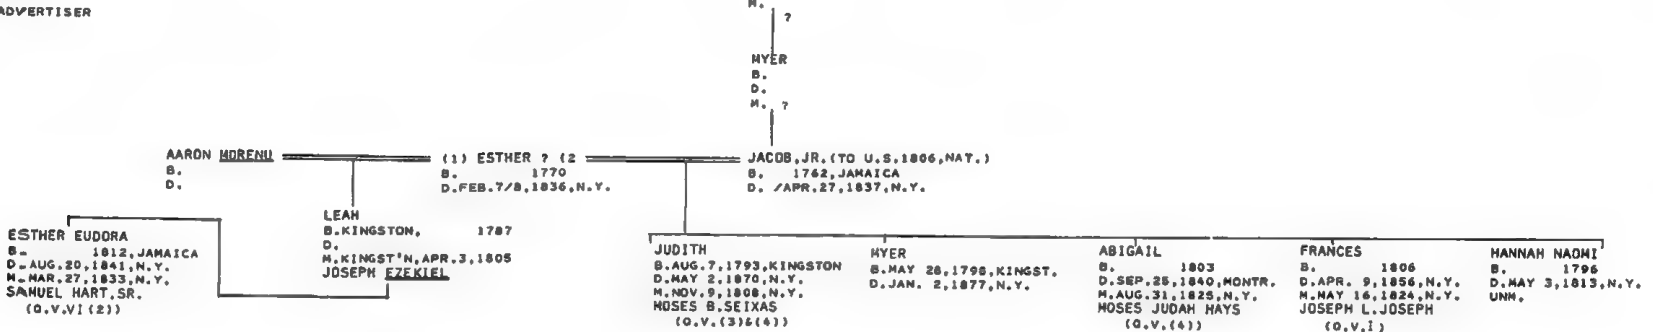 ADVERTISER
M.
?
MYER
B.
D.
M. ?
AARON MORENU
B.
D.
(1) ESTHER ? (2
B. 1770
D.FEB.7/8,1836,N.Y.
JACOB,JR.(TO U.S,1806,NAT.)
B. 1762,JAMAICA
D. /APR.27,1837,N.Y.
ESTHER EUDORA
B. 1812,JAMAICA
D.AUG.20,1841,N.Y.
M.MAR.27,1833,N.Y.
SAMUEL HART,SR.
(Q.V.VI(2))
LEAH
B.KINGSTON, 1787
D.
M.KINGST'N,APR.3,1805
JOSEPH EZEKIEL
JUDITH
B.AUG.7,1793,KINGSTON
D.MAY 2,1870,N.Y.
M.NOV.9,1808,N.Y.
MOSES B.SEIXAS
(Q.V.(3)&(4))
MYER
B.MAY 28,1798,KINGST.
D.JAN. 2,1877,N.Y.
ABIGAIL
B. 1803
D.SEP.25,1840,MONTR.
M.AUG.31,1825,N.Y.
MOSES JUDAH HAYS
(Q.V.(4))
FRANCES
B. 1806
D.APR. 9,1856,N.Y.
M.MAY 16,1824,N.Y.
JOSEPH L.JOSEPH
(Q.V.I)
HANNAH NAOMI
B. 1796
D.MAY 3,1813,N.Y.
UNM.